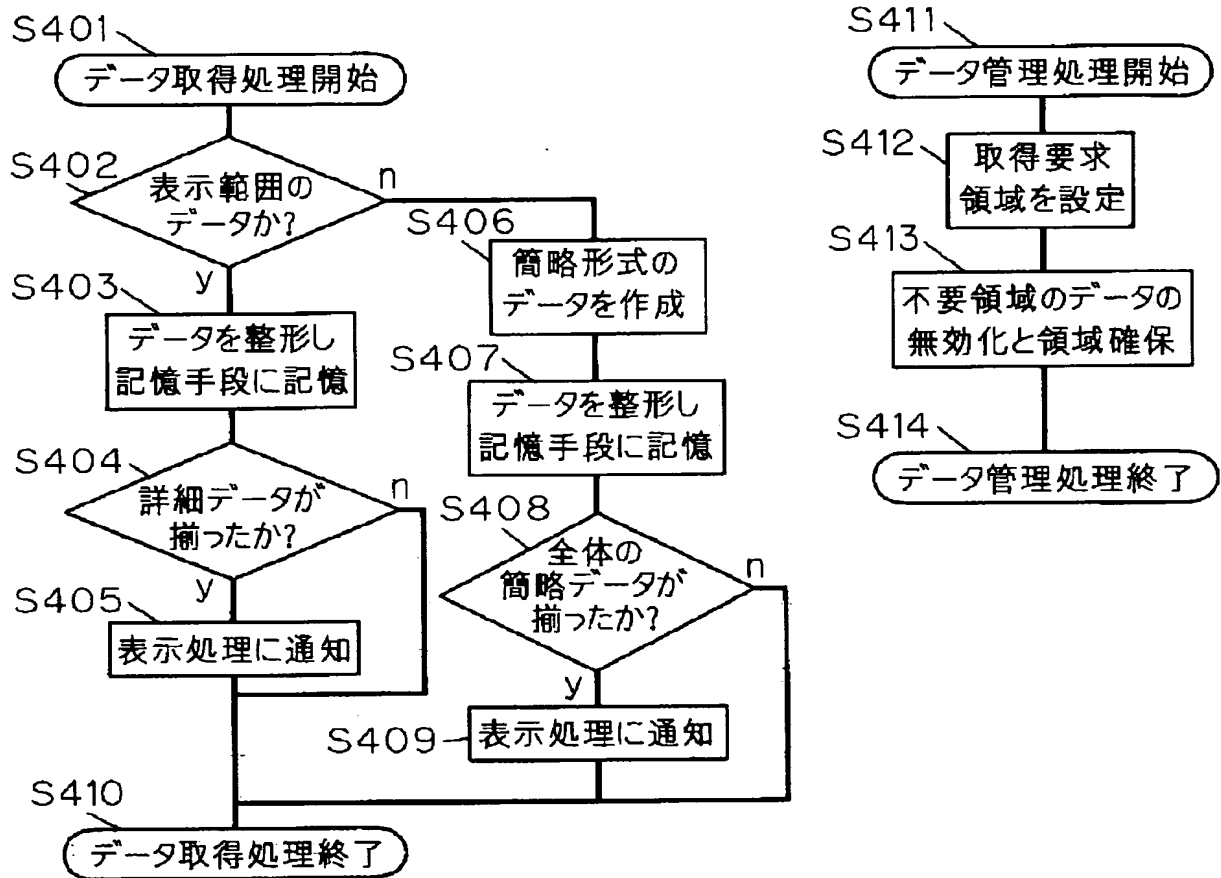 S401
データ取得処理開始
S402
表示範囲の
データか?
n
y
S403
データを整形し
記憶手段に記憶
S404
詳細データが
揃ったか?
n
y
S405
表示処理に通知
S406
簡略形式の
データを作成
S407
データを整形し
記憶手段に記憶
S408
全体の
簡略データが
揃ったか?
n
y
S409
表示処理に通知
S410
データ取得処理終了
S411
データ管理処理開始
S412
取得要求
領域を設定
S413
不要領域のデータの
無効化と領域確保
S414
データ管理処理終了